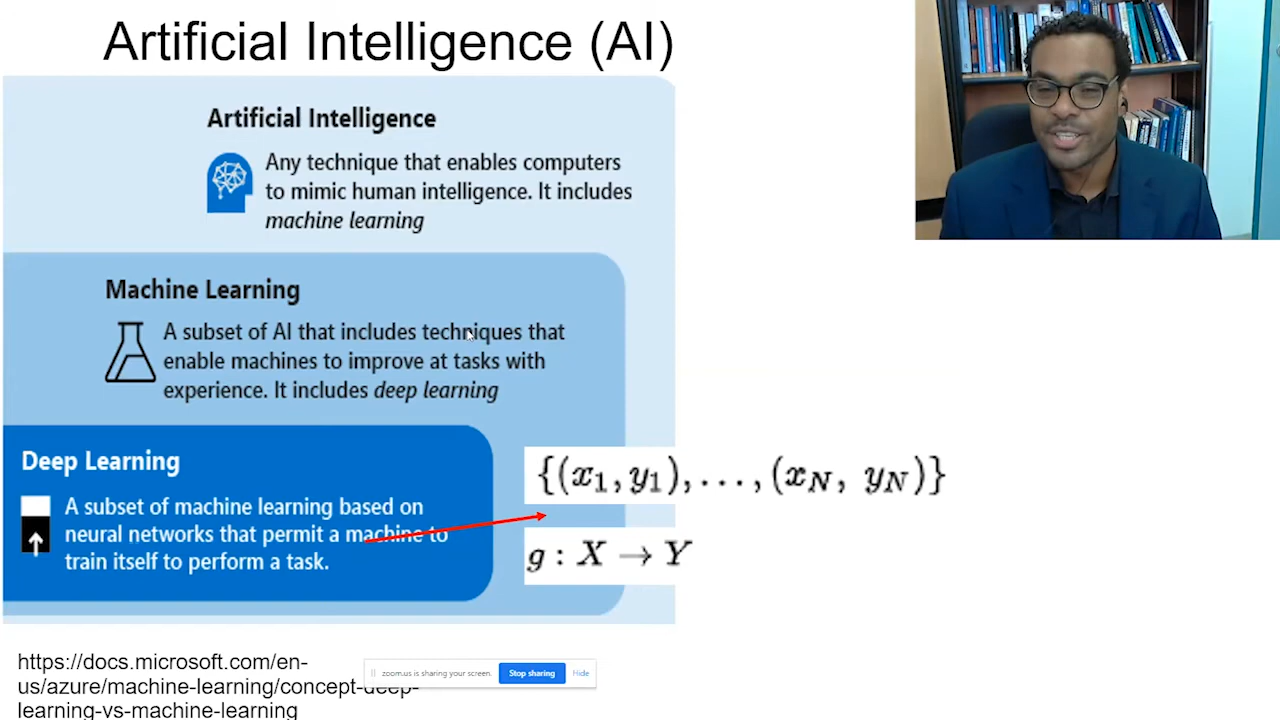 Artificial Intelligence (AI)
Artificial Intelligence
Any technique that enables computers
to mimic human intelligence. It includes
machine learning
Machine Learning
A subset of AI that includes techniques that
enable machines to improve at tasks with
experience. It includes deep learning
Deep Learning
A subset of machine learning based on
neural networks that permit a machine to
train itself to perform a task.
{(x₁, y₁), . . . , (x_N, y_N)}
g : X → Y
https://docs.microsoft.com/en-
us/azure/machine-learning/concept-deep-
learning-vs-machine-learning
zoom.us is sharing your screen.
Stop sharing
Hide